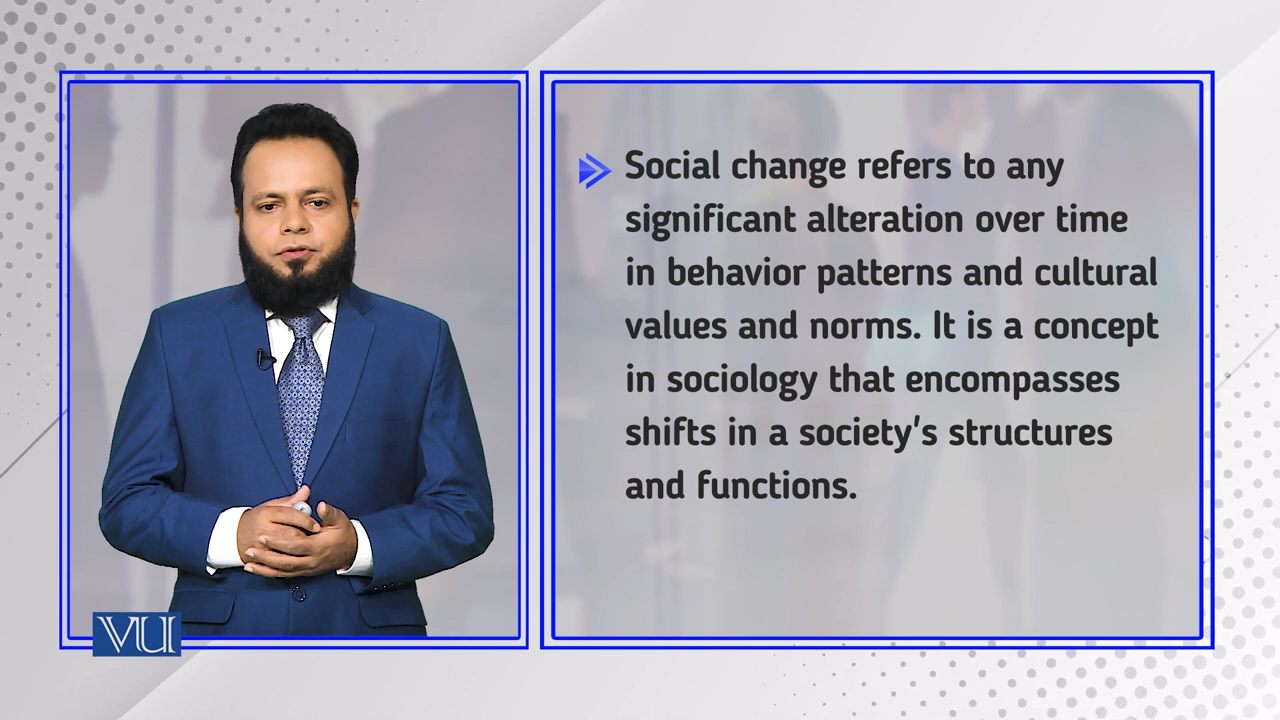 Social change refers to any
significant alteration over time
in behavior patterns and cultural
values and norms. It is a concept
in sociology that encompasses
shifts in a society's structures
and functions.
VU